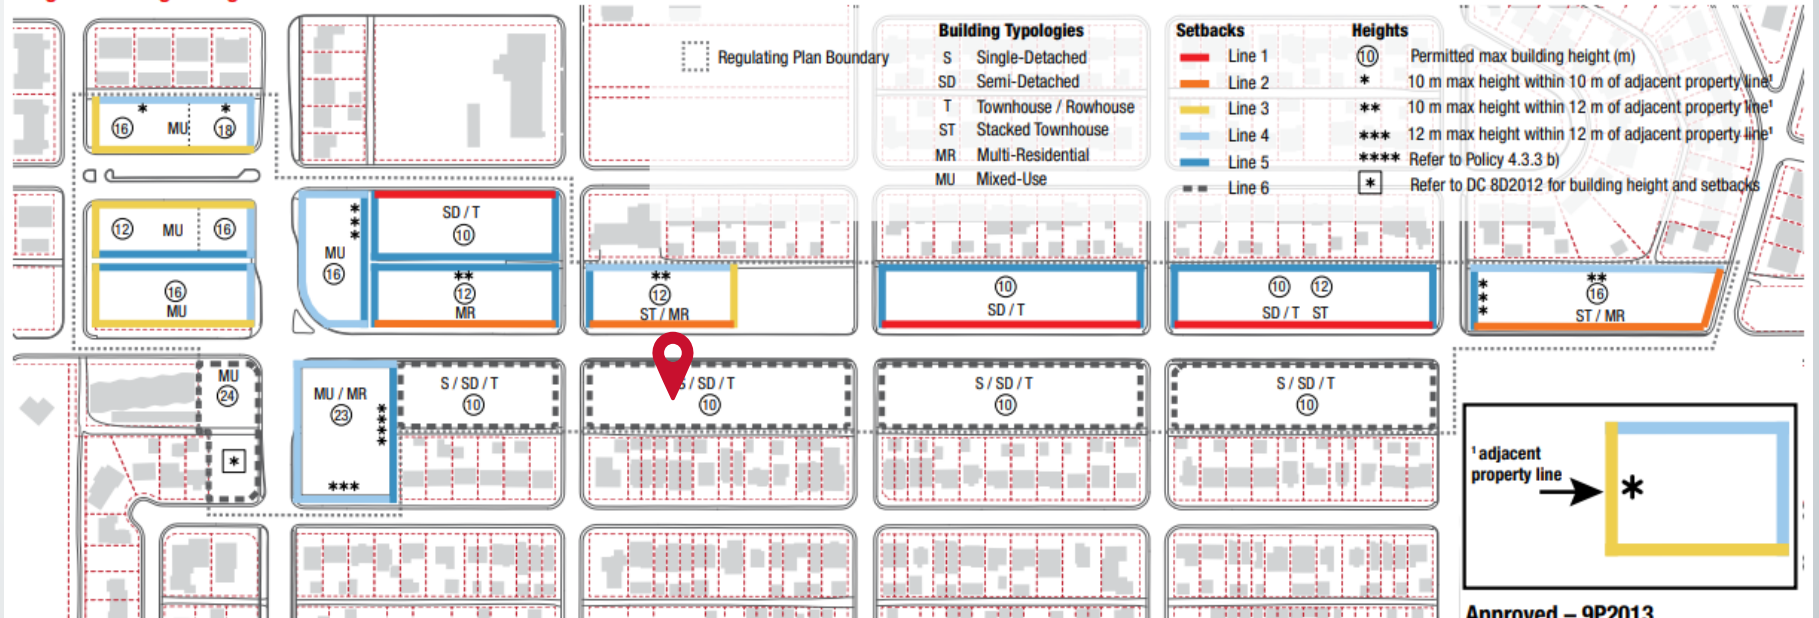 Regulating Plan Boundary
Building Typologies
S Single-Detached
SD Semi-Detached
T Townhouse / Rowhouse
ST Stacked Townhouse
MR Multi-Residential
MU Mixed-Use
Setbacks
Line 1
Line 2
Line 3
Line 4
Line 5
Line 6
Heights
10 Permitted max building height (m)
* 10 m max height within 10 m of adjacent property line¹
** 10 m max height within 12 m of adjacent property line¹
*** 12 m max height within 12 m of adjacent property line¹
**** Refer to Policy 4.3.3 b)
* Refer to DC 8D2012 for building height and setbacks
* *
16 MU 18
12 MU 16
16
MU
***
MU
16
SD / T
10
**
12
MR
**
12
ST / MR
10
SD / T
10 12
SD / T ST
***
**
16
ST / MR
MU
24
*
MU / MR
23
****
***
S / SD / T
10
S / SD / T
10
S / SD / T
10
S / SD / T
10
¹ adjacent
property line
*
Approved – 9P2013